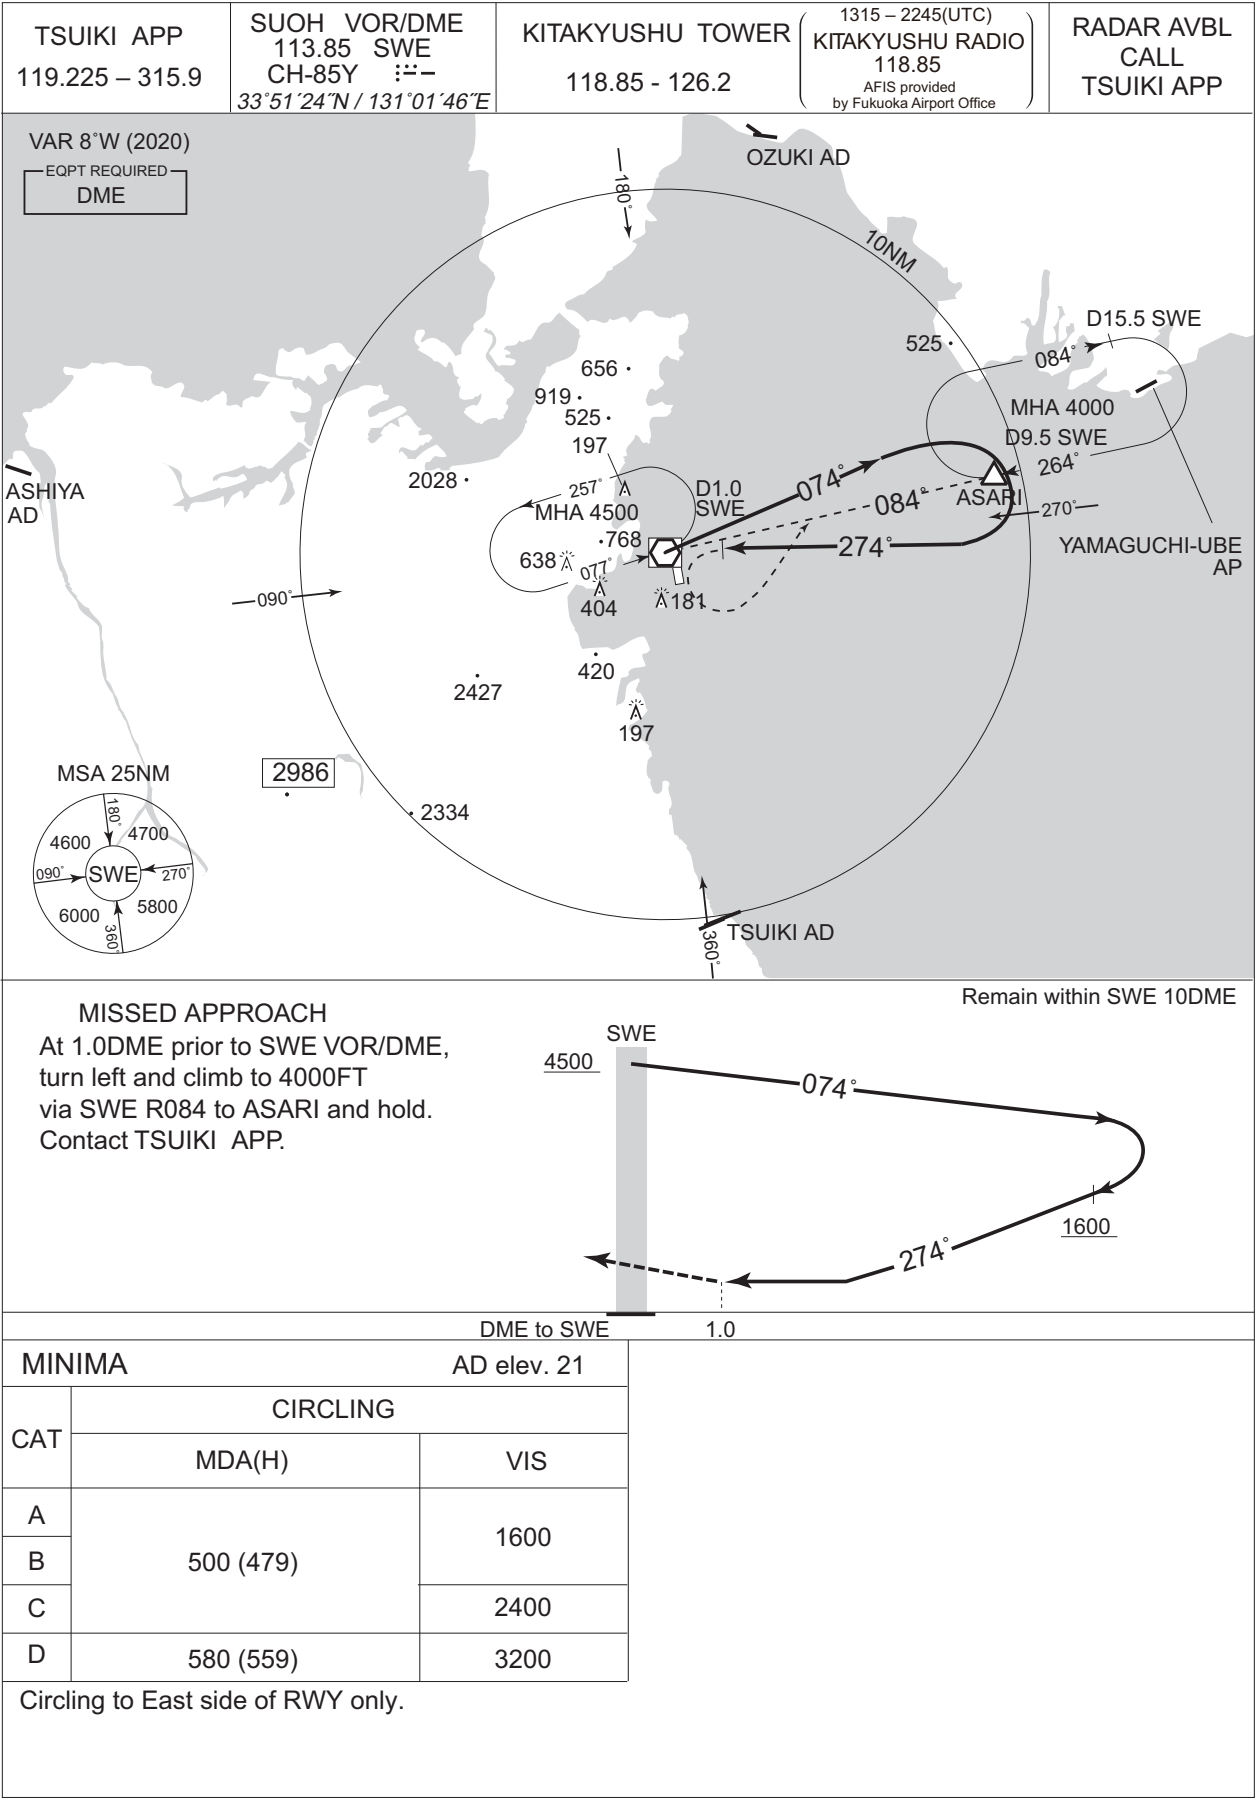 TSUIKI APP
119.225 – 315.9
SUOH VOR/DME
113.85 SWE
CH-85Y
33˚51´24˝N / 131˚01´46˝E
KITAKYUSHU TOWER
118.85 - 126.2
1315 – 2245(UTC)
KITAKYUSHU RADIO
118.85
AFIS provided
by Fukuoka Airport Office
RADAR AVBL
CALL
TSUIKI APP
VAR 8˚W (2020)
EQPT REQUIRED
DME
OZUKI AD
180˚
10NM
D15.5 SWE
525
084˚
656
919
525
197
MHA 4000
D9.5 SWE
264˚
2028
257˚
D1.0
SWE
074˚
084˚
ASARI
270˚
ASHIYA
AD
MHA 4500
768
638
077˚
274˚
YAMAGUCHI-UBE
AP
090˚
404
181
420
2427
197
MSA 25NM
2986
2334
180˚
4600
4700
090˚
SWE
270˚
6000
5800
360˚
TSUIKI AD
360˚
MISSED APPROACH
At 1.0DME prior to SWE VOR/DME,
turn left and climb to 4000FT
via SWE R084 to ASARI and hold.
Contact TSUIKI APP.
Remain within SWE 10DME
SWE
4500
074˚
1600
274˚
DME to SWE
1.0
MINIMA
AD elev. 21
CAT
CIRCLING
MDA(H)
VIS
A
B
C
D
500 (479)
1600
2400
580 (559)
3200
Circling to East side of RWY only.